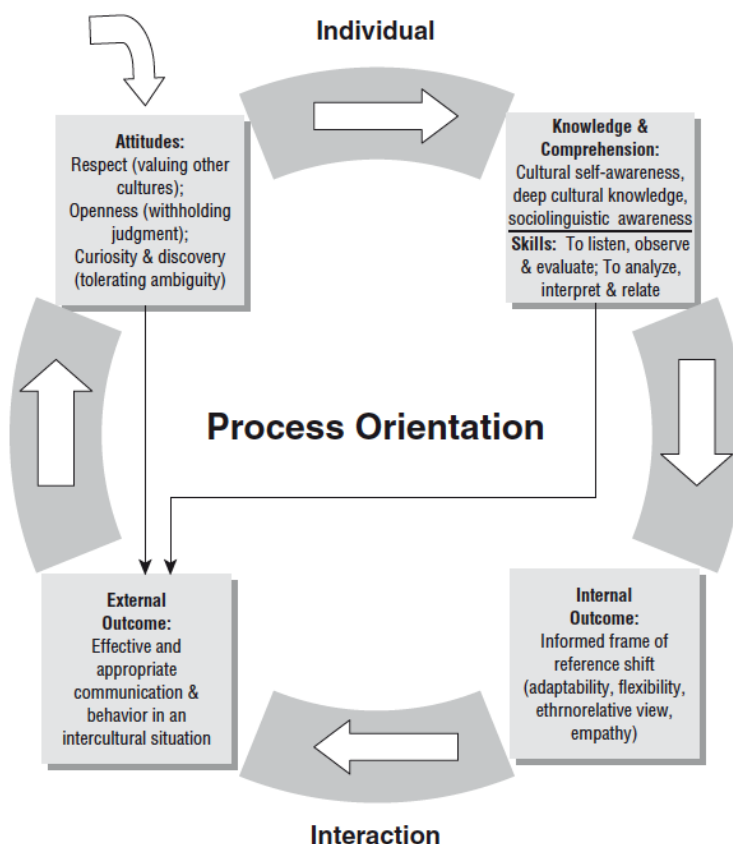 Individual
Attitudes:
Respect (valuing other
cultures);
Openness (withholding
judgment);
Curiosity & discovery
(tolerating ambiguity)
Knowledge &
Comprehension:
Cultural self-awareness,
deep cultural knowledge,
sociolinguistic awareness
Skills: To listen, observe
& evaluate; To analyze,
interpret & relate
Process Orientation
External
Outcome:
Effective and
appropriate
communication &
behavior in an
intercultural situation
Internal
Outcome:
Informed frame of
reference shift
(adaptability, flexibility,
ethrnorelative view,
empathy)
Interaction